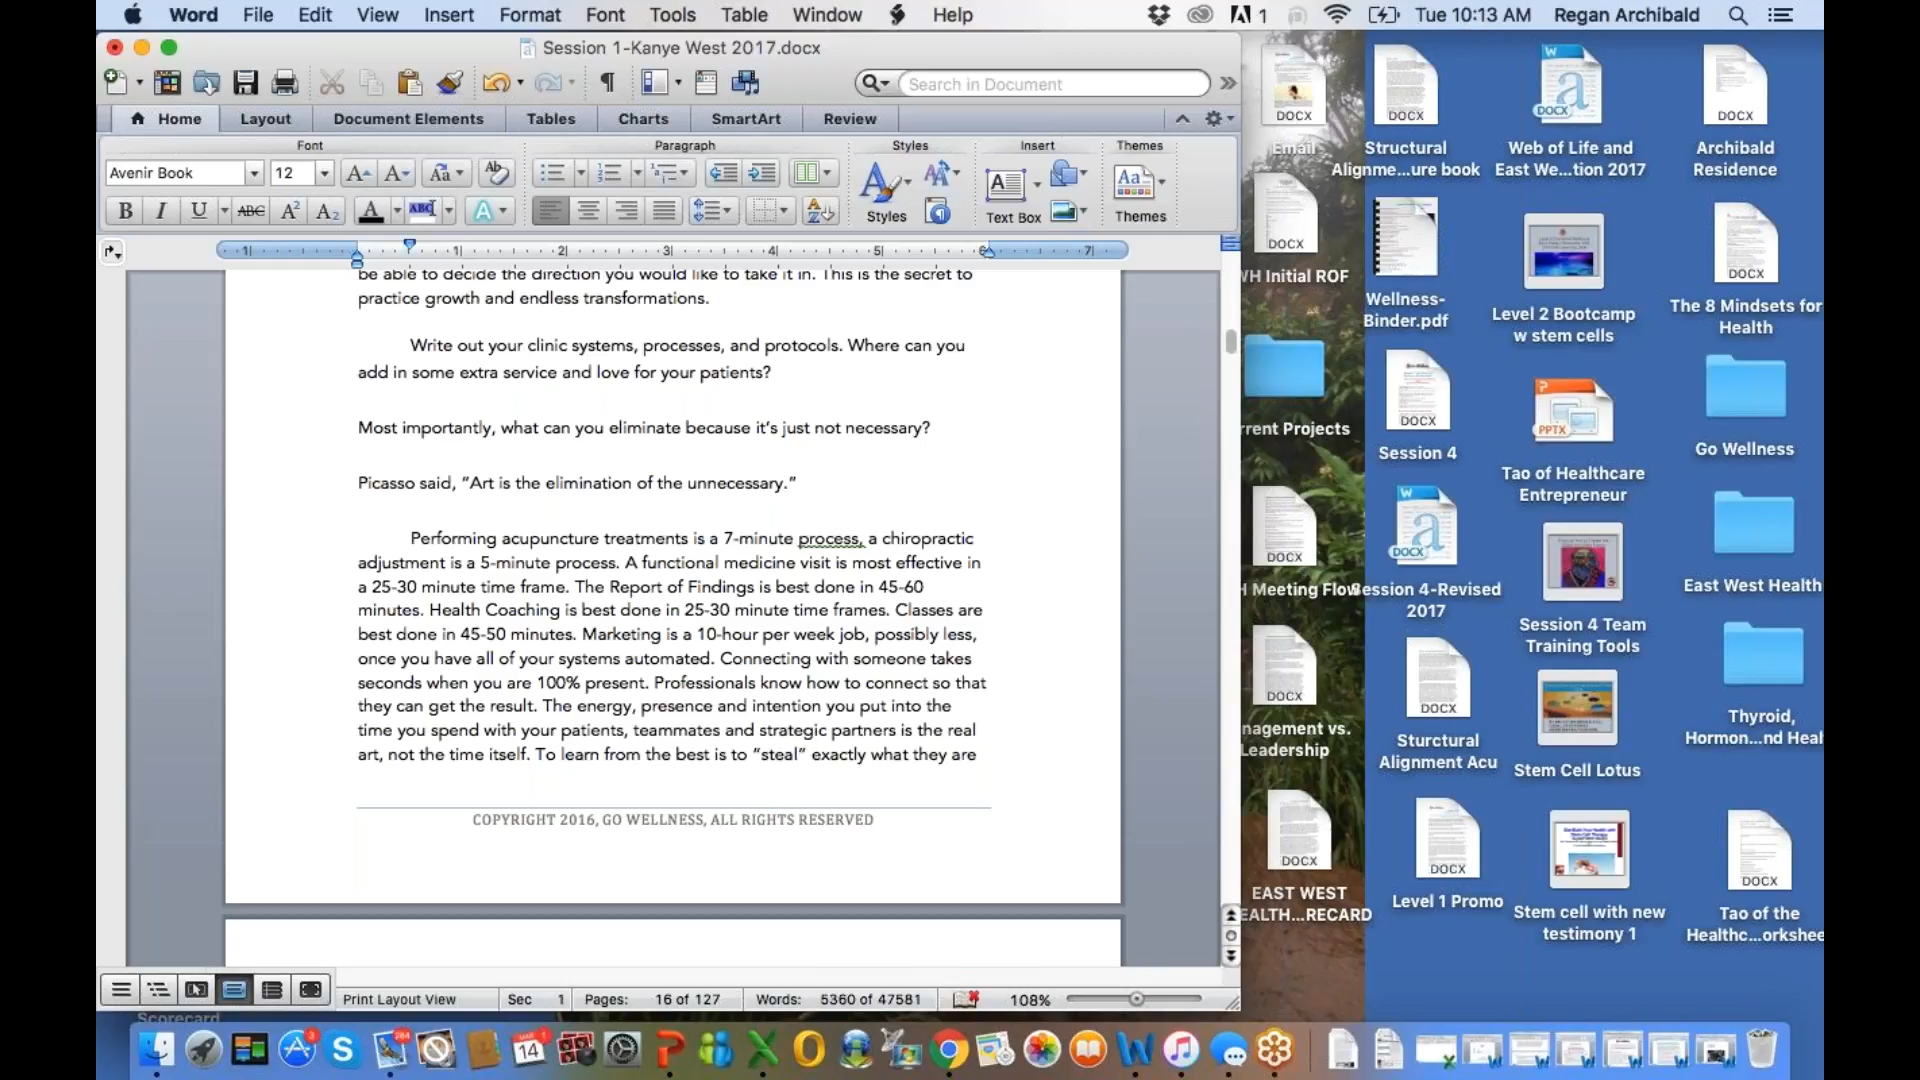 Word File Edit View Insert Format Font Tools Table Window Help
1 Tue 10:13 AM Regan Archibald
Session 1-Kanye West 2017.docx
Search in Document
Home Layout Document Elements Tables Charts SmartArt Review
Font Paragraph Styles Insert Themes
Avenir Book 12
Styles Text Box Themes
be able to decide the direction you would like to take it in. This is the secret to
practice growth and endless transformations.
Write out your clinic systems, processes, and protocols. Where can you
add in some extra service and love for your patients?
Most importantly, what can you eliminate because it's just not necessary?
Picasso said, “Art is the elimination of the unnecessary.”
Performing acupuncture treatments is a 7-minute process, a chiropractic
adjustment is a 5-minute process. A functional medicine visit is most effective in
a 25-30 minute time frame. The Report of Findings is best done in 45-60
minutes. Health Coaching is best done in 25-30 minute time frames. Classes are
best done in 45-50 minutes. Marketing is a 10-hour per week job, possibly less,
once you have all of your systems automated. Connecting with someone takes
seconds when you are 100% present. Professionals know how to connect so that
they can get the result. The energy, presence and intention you put into the
time you spend with your patients, teammates and strategic partners is the real
art, not the time itself. To learn from the best is to “steal” exactly what they are
COPYRIGHT 2016, GO WELLNESS, ALL RIGHTS RESERVED
Print Layout View Sec 1 Pages: 16 of 127 Words: 5360 of 47581 108%
Email
WH Initial ROF
rrent Projects
H Meeting Flow
nagement vs.
Leadership
EAST WEST
EALTH...RECARD
Structural
Alignme...ure book
Wellness-
Binder.pdf
Session 4
Session 4-Revised
2017
Sturctural
Alignment Acu
Level 1 Promo
Web of Life and
East We...tion 2017
Level 2 Bootcamp
w stem cells
Tao of Healthcare
Entrepreneur
Session 4 Team
Training Tools
Stem Cell Lotus
Stem cell with new
testimony 1
Archibald
Residence
The 8 Mindsets for
Health
Go Wellness
East West Health
Thyroid,
Hormon...nd Heal
Tao of the
Healthc...orkshee
Scorecard